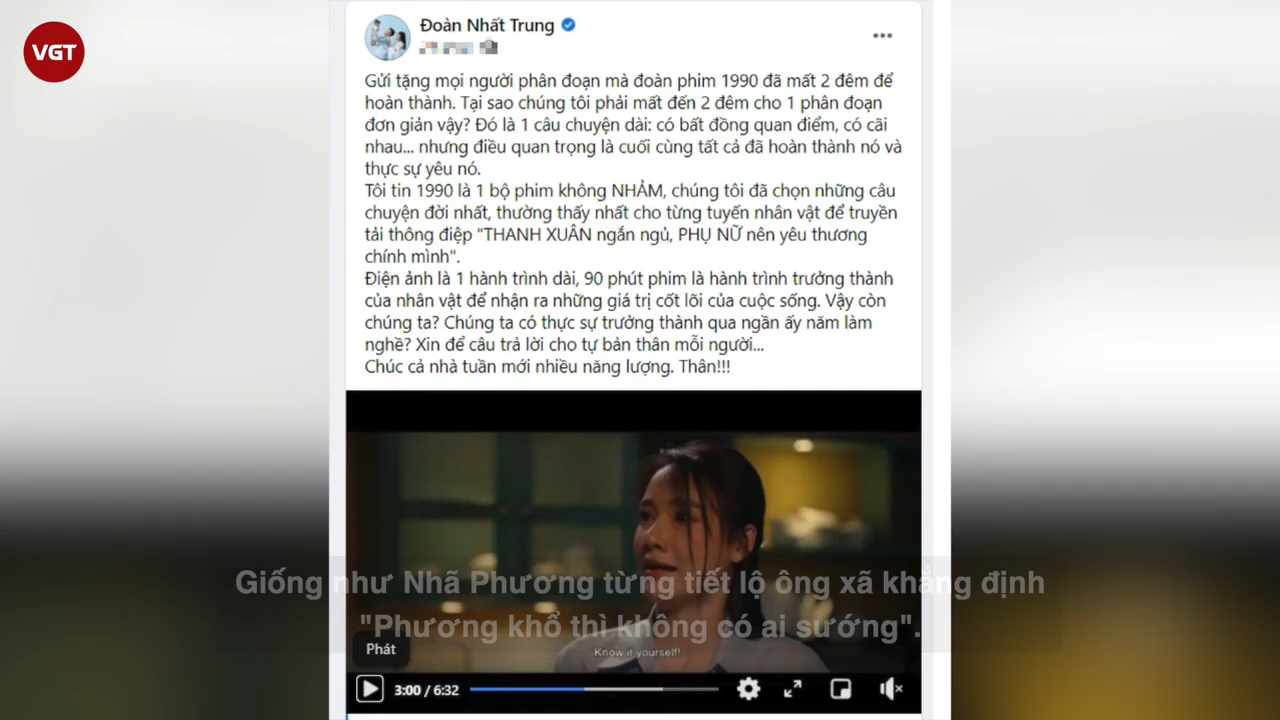 VGT
Đoàn Nhất Trung
Gửi tặng mọi người phân đoạn mà đoàn phim 1990 đã mất 2 đêm để
hoàn thành. Tại sao chúng tôi phải mất đến 2 đêm cho 1 phân đoạn
đơn giản vậy? Đó là 1 câu chuyện dài: có bất đồng quan điểm, có cãi
nhau... nhưng điều quan trọng là cuối cùng tất cả đã hoàn thành nó và
thực sự yêu nó.
Tôi tin 1990 là 1 bộ phim không NHẢM, chúng tôi đã chọn những câu
chuyện đời nhất, thường thấy nhất cho từng tuyến nhân vật để truyền
tải thông điệp "THANH XUÂN ngắn ngủ, PHỤ NỮ nên yêu thương
chính mình".
Điện ảnh là 1 hành trình dài, 90 phút phim là hành trình trưởng thành
của nhân vật để nhận ra những giá trị cốt lõi của cuộc sống. Vậy còn
chúng ta? Chúng ta có thực sự trưởng thành qua ngần ấy năm làm
nghề? Xin để câu trả lời cho tự bản thân mỗi người...
Chúc cả nhà tuần mới nhiều năng lượng. Thân!!!
Giống như Nhã Phương từng tiết lộ ông xã khẳng định
"Phương khổ thì không có ai sướng".
Phát
Know it yourself!
3:00 / 6:32